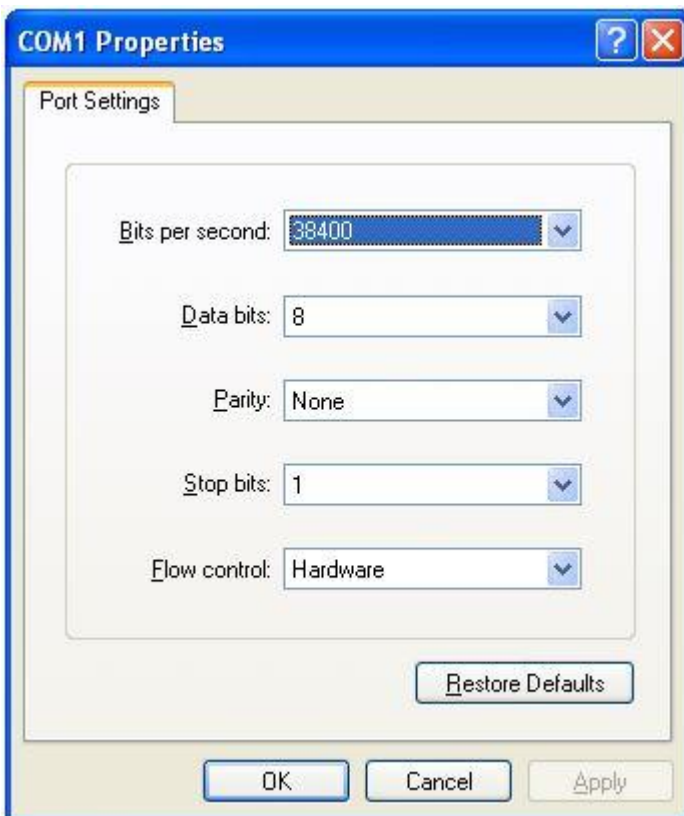 COM1 Properties
Port Settings
Bits per second: 38400
Data bits: 8
Parity: None
Stop bits: 1
Flow control: Hardware
Restore Defaults
OK Cancel Apply